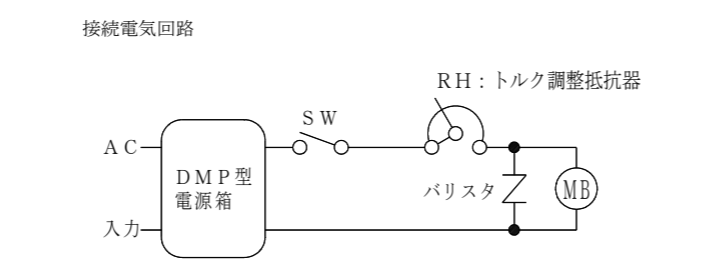 接続電気回路
ＲＨ：トルク調整抵抗器
ＳＷ
ＡＣ
ＤＭＰ型
電源箱
バリスタ
ＭＢ
入力